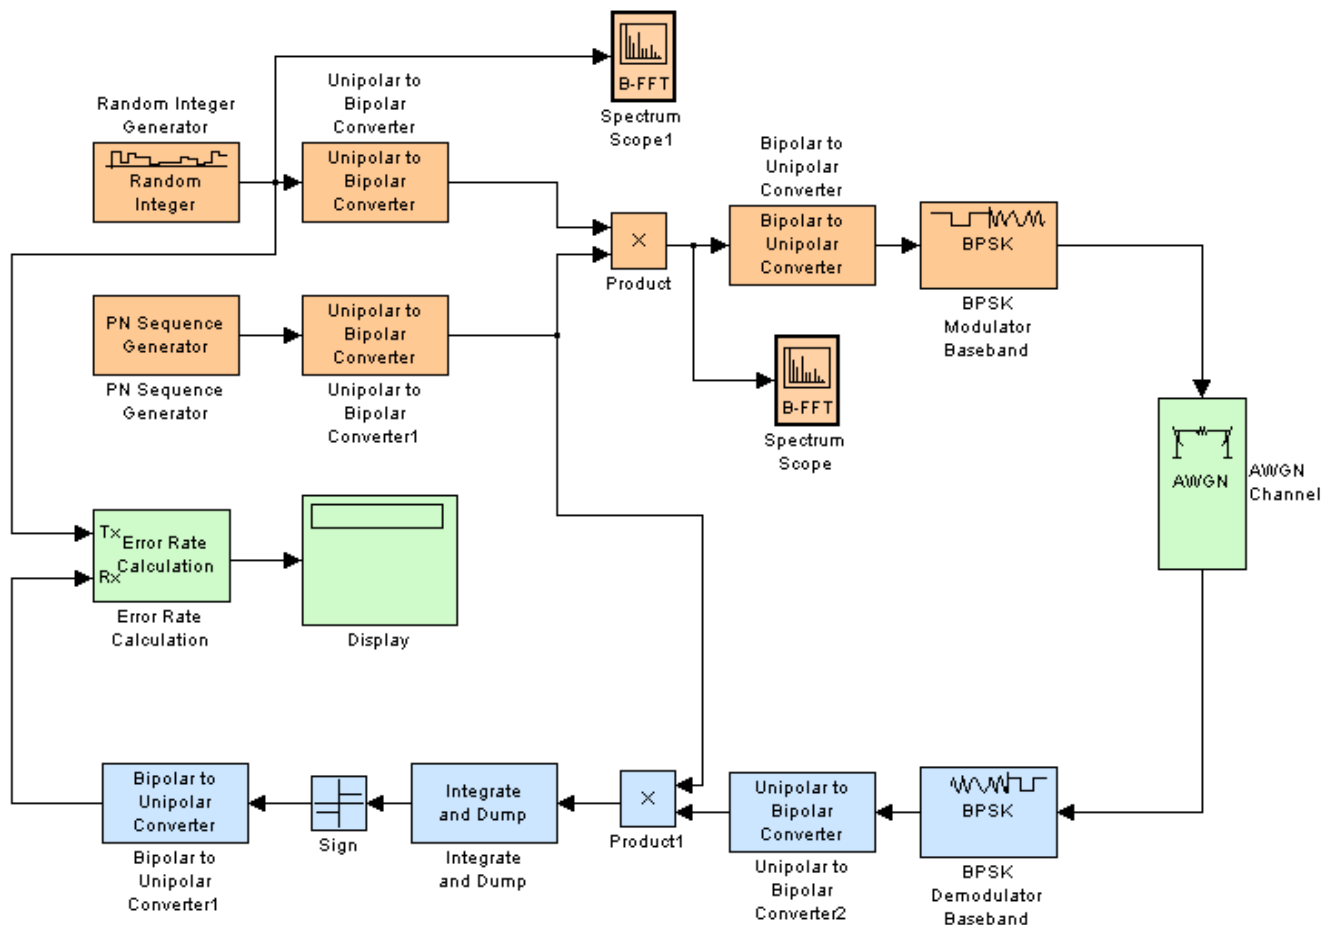 B-FFT
Spectrum
Scope1
Random Integer
Generator
Random
Integer
Unipolar to
Bipolar
Converter
Unipolar to
Bipolar
Converter
×
Product
Bipolar to
Unipolar
Converter
Bipolar to
Unipolar
Converter
BPSK
BPSK
Modulator
Baseband
PN Sequence
Generator
PN Sequence
Generator
Unipolar to
Bipolar
Converter
Unipolar to
Bipolar
Converter1
B-FFT
Spectrum
Scope
AWGN
AWGN
Channel
Tx
Rx
Error Rate
Calculation
Error Rate
Calculation
Display
Bipolar to
Unipolar
Converter
Bipolar to
Unipolar
Converter1
Sign
Integrate
and Dump
Integrate
and Dump
×
Product1
Unipolar to
Bipolar
Converter
Unipolar to
Bipolar
Converter2
BPSK
BPSK
Demodulator
Baseband